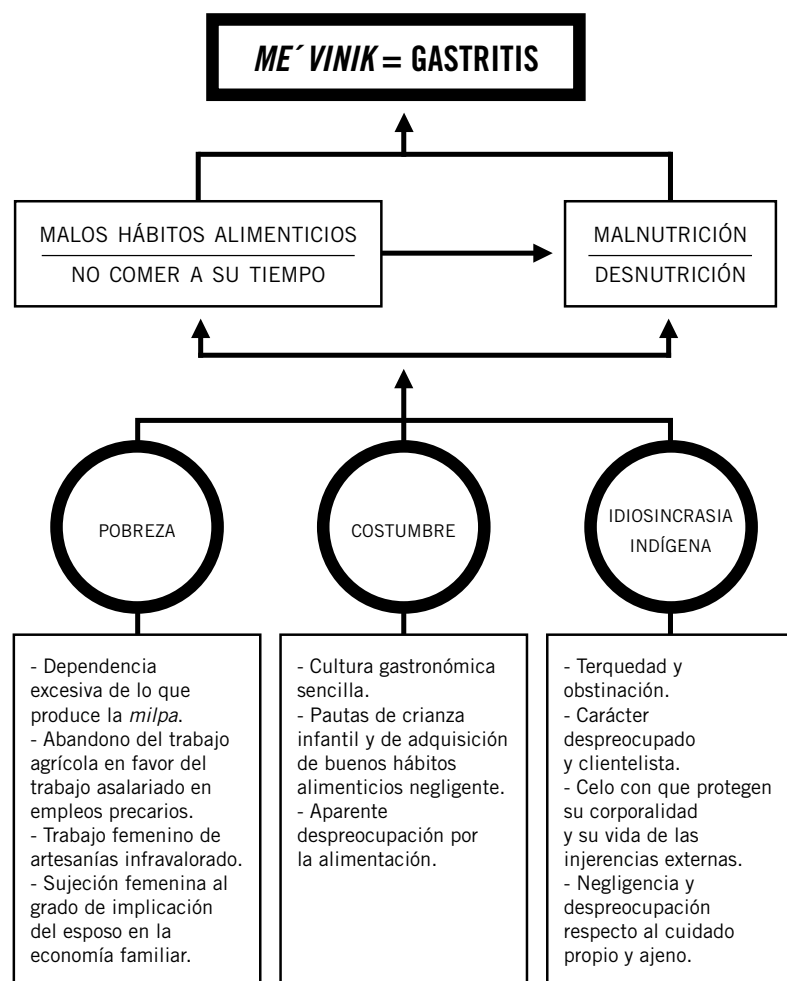 ME´ VINIK = GASTRITIS
MALOS HÁBITOS ALIMENTICIOS
NO COMER A SU TIEMPO
MALNUTRICIÓN
DESNUTRICIÓN
POBREZA
COSTUMBRE
IDIOSINCRASIA
INDÍGENA
- Dependencia
excesiva de lo que
produce la milpa.
- Abandono del trabajo
agrícola en favor del
trabajo asalariado en
empleos precarios.
- Trabajo femenino de
artesanías infravalorado.
- Sujeción femenina al
grado de implicación
del esposo en la
economía familiar.
- Cultura gastronómica
sencilla.
- Pautas de crianza
infantil y de adquisición
de buenos hábitos
alimenticios negligente.
- Aparente
despreocupación por
la alimentación.
- Terquedad y
obstinación.
- Carácter
despreocupado
y clientelista.
- Celo con que protegen
su corporalidad
y su vida de las
injerencias externas.
- Negligencia y
despreocupación
respecto al cuidado
propio y ajeno.